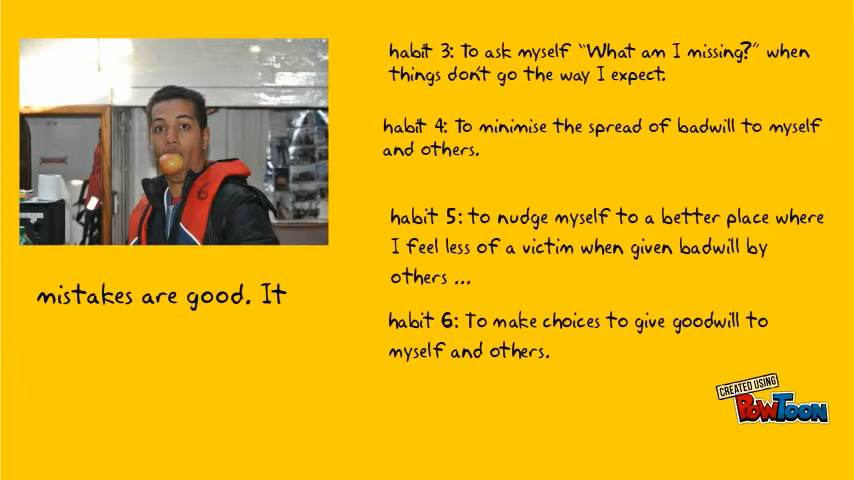 habit 3: To ask myself "What am I missing?" when
things don't go the way I expect.
habit 4: To minimise the spread of badwill to myself
and others.
habit 5: to nudge myself to a better place where
I feel less of a victim when given badwill by
others ...
habit 6: To make choices to give goodwill to
myself and others.
6
mistakes are good. It
CREATED USING
POWTOON